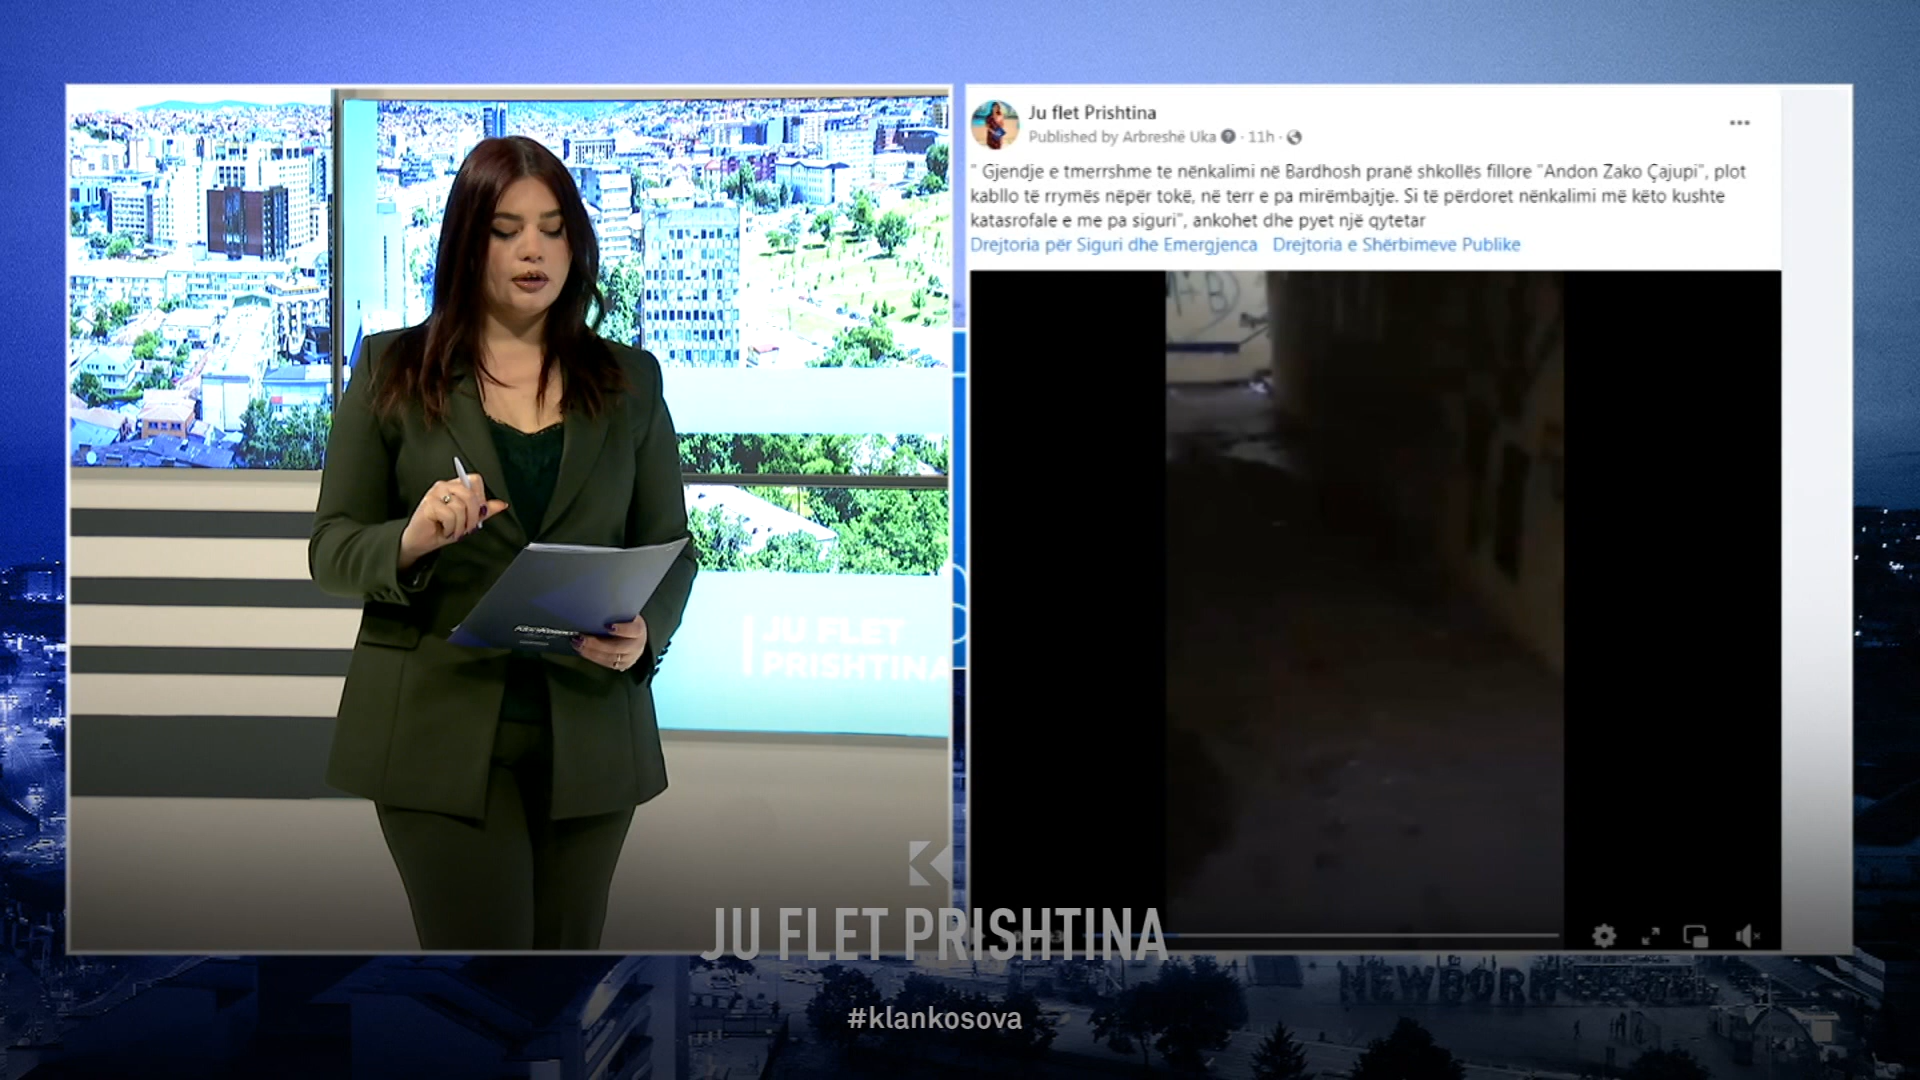 Ju flet Prishtina
Published by Arbreshë Uka · 11h ·
" Gjendje e tmerrshme te nënkalimi në Bardhosh pranë shkollës fillore "Andon Zako Çajupi", plot
kabllo të rrymës nëpër tokë, në terr e pa mirëmbajtje. Si të përdoret nënkalimi më këto kushte
katasrofale e me pa siguri", ankohet dhe pyet një qytetar
Drejtoria për Siguri dhe Emergjenca Drejtoria e Shërbimeve Publike
+B
JU FLET
PRISHTINA
JU FLET PRISHTINA
NEWBORN
#klankosova